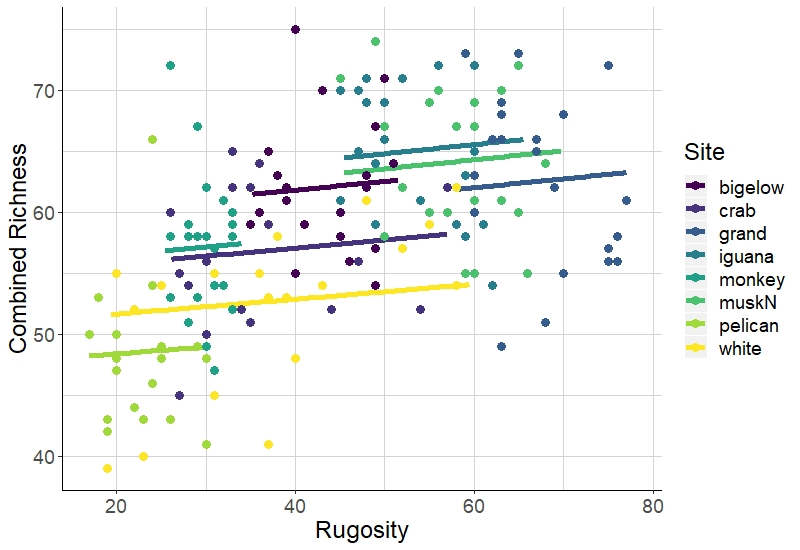 70
60
50
40
Combined Richness
20
40
60
80
Rugosity
Site
bigelow
crab
grand
iguana
monkey
muskN
pelican
white